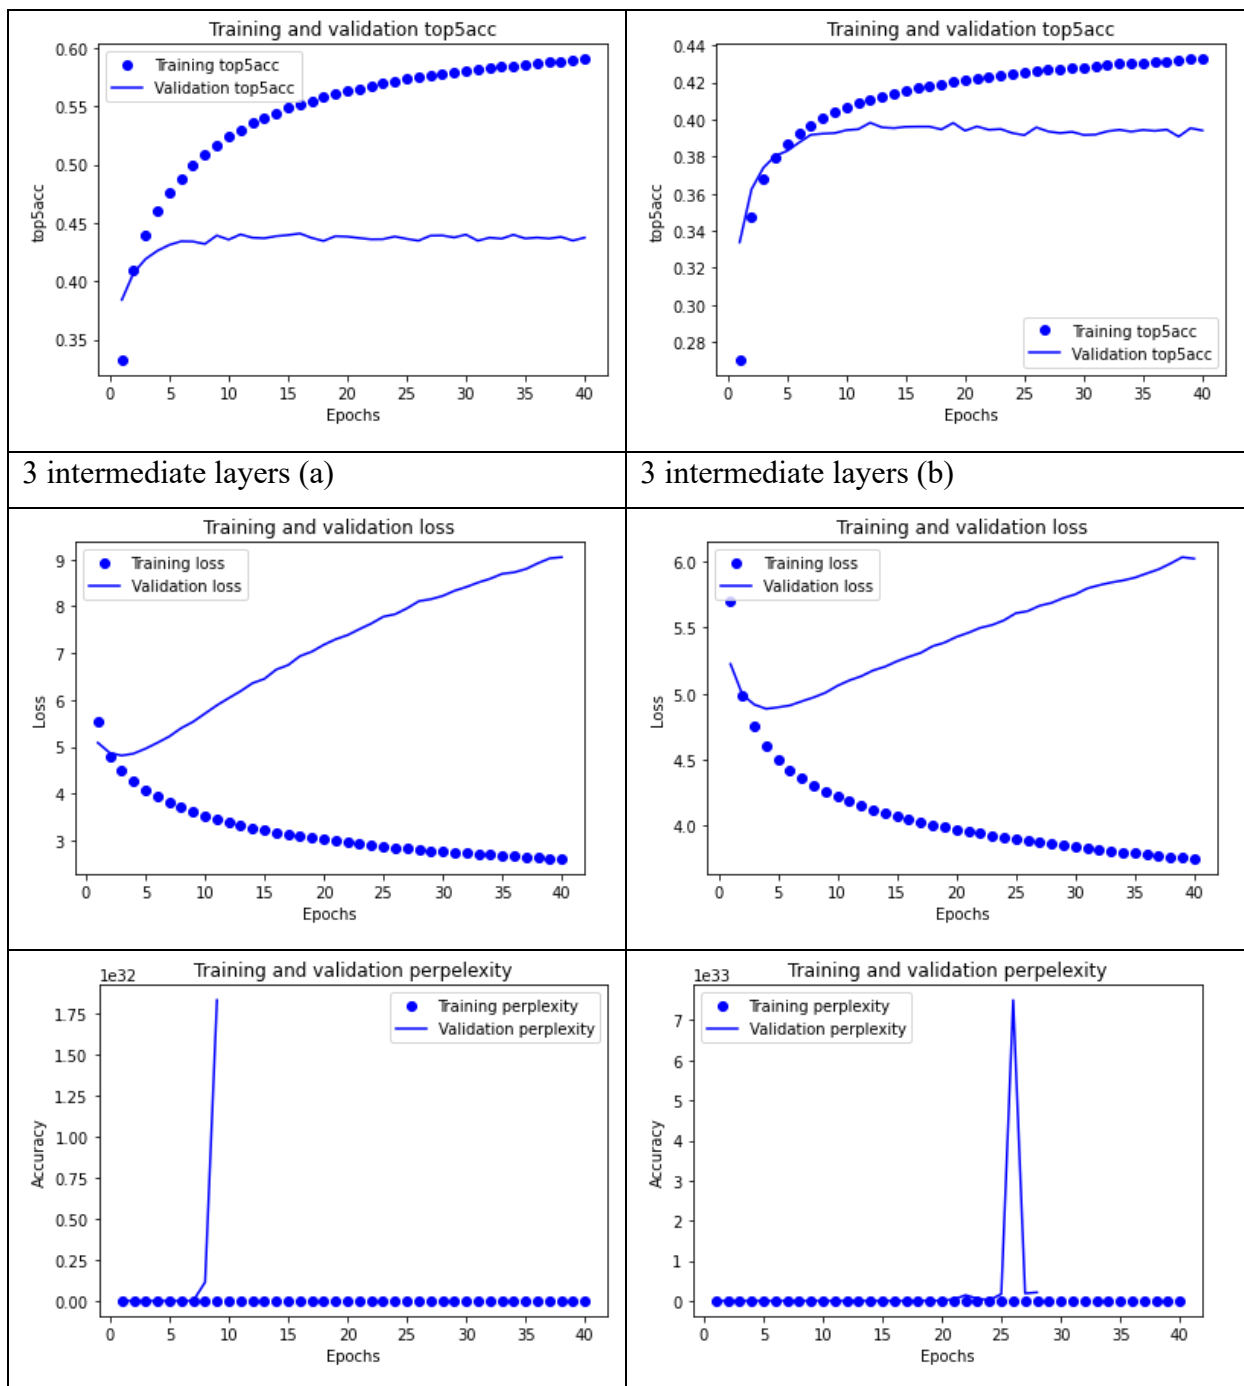 Training and validation top5acc
Training top5acc
Validation top5acc
top5acc
0.60
0.55
0.50
0.45
0.40
0.35
0 5 10 15 20 25 30 35 40
Epochs
Training and validation top5acc
top5acc
0.44
0.42
0.40
0.38
0.36
0.34
0.32
0.30
0.28
Training top5acc
Validation top5acc
0 5 10 15 20 25 30 35 40
Epochs
3 intermediate layers (a)
3 intermediate layers (b)
Training and validation loss
Training loss
Validation loss
Loss
9
8
7
6
5
4
3
0 5 10 15 20 25 30 35 40
Epochs
Training and validation loss
Training loss
Validation loss
Loss
6.0
5.5
5.0
4.5
4.0
0 5 10 15 20 25 30 35 40
Epochs
1e32
Training and validation perpelexity
Training perplexity
Validation perplexity
Accuracy
1.75
1.50
1.25
1.00
0.75
0.50
0.25
0.00
0 5 10 15 20 25 30 35 40
Epochs
1e33
Training and validation perpelexity
Training perplexity
Validation perplexity
Accuracy
7
6
5
4
3
2
1
0
0 5 10 15 20 25 30 35 40
Epochs